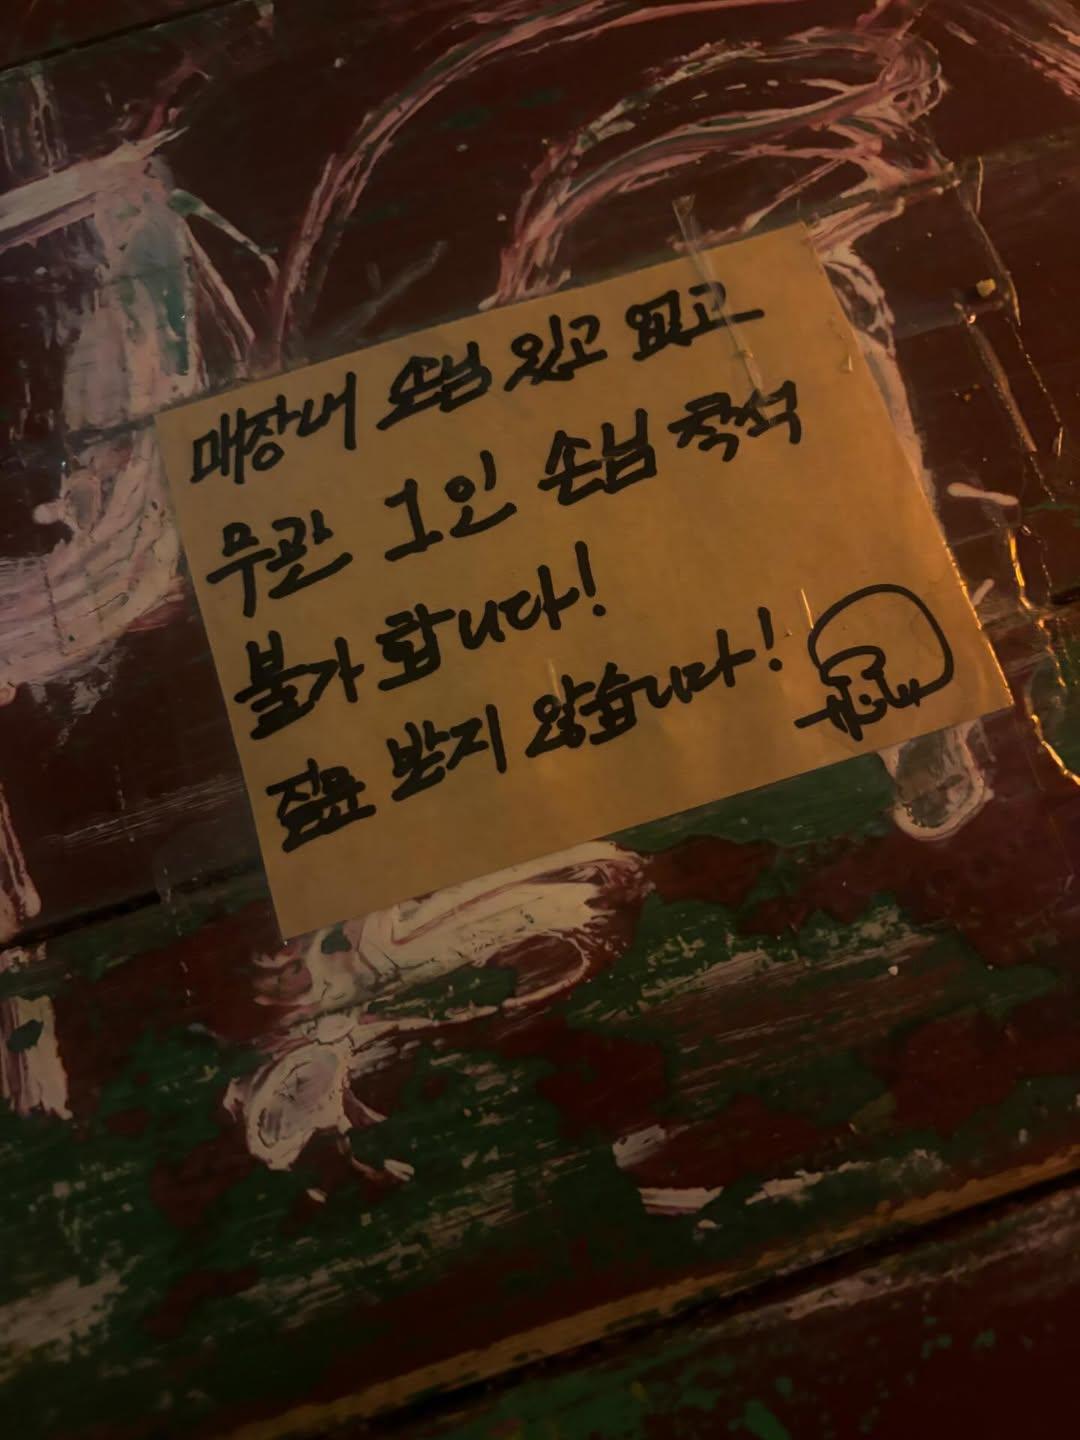 매장내 손님 있고 없고
무관 1인 손님 착석
불가 합니다!
질문 받지 않습니다!